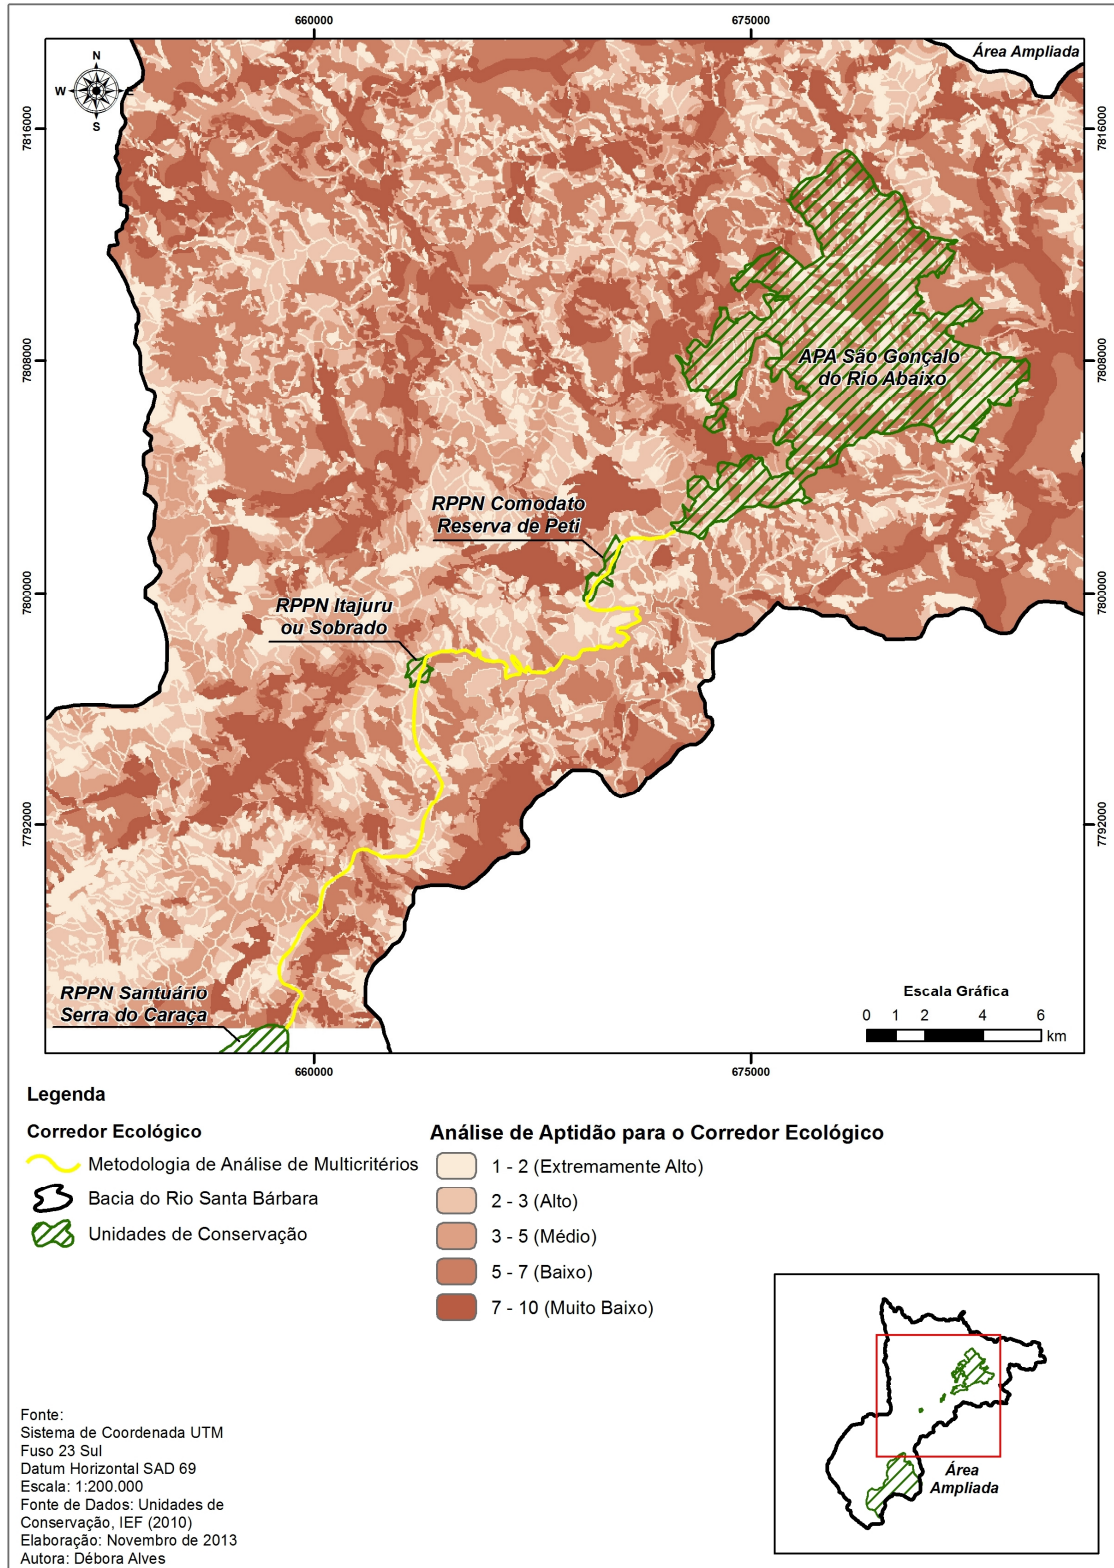 660000
675000
Área Ampliada
N
W
E
S
7816000
7816000
APA São Gonçalo
do Rio Abaixo
7808000
7808000
RPPN Comodato
Reserva de Peti
7800000
7800000
RPPN Itajuru
ou Sobrado
7792000
7792000
RPPN Santuário
Serra do Caraça
Escala Gráfica
0 1 2 4 6
km
660000
675000
Legenda
Corredor Ecológico
Metodologia de Análise de Multicritérios
Bacia do Rio Santa Bárbara
Unidades de Conservação
Análise de Aptidão para o Corredor Ecológico
1 - 2 (Extremamente Alto)
2 - 3 (Alto)
3 - 5 (Médio)
5 - 7 (Baixo)
7 - 10 (Muito Baixo)
Fonte:
Sistema de Coordenada UTM
Fuso 23 Sul
Datum Horizontal SAD 69
Escala: 1:200.000
Fonte de Dados: Unidades de
Conservação, IEF (2010)
Elaboração: Novembro de 2013
Autora: Débora Alves
Área
Ampliada